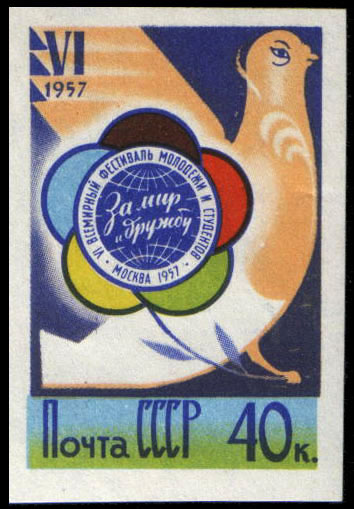 VI
1957
VI ВСЕМИРНЫЙ ФЕСТИВАЛЬ МОЛОДЕЖИ И СТУДЕНТОВ
• МОСКВА 1957 •
За мир
и дружбу
Почта СССР 40к.